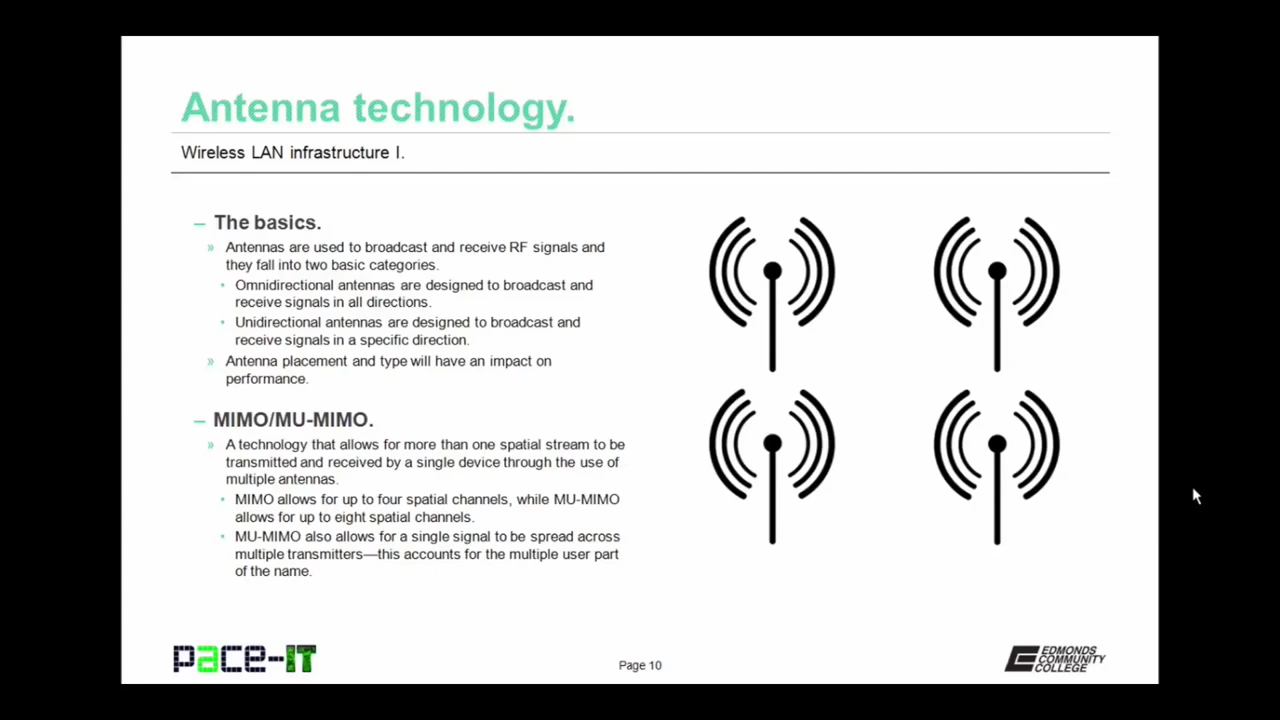 Antenna technology.
Wireless LAN infrastructure I.
– The basics.
» Antennas are used to broadcast and receive RF signals and
they fall into two basic categories.
• Omnidirectional antennas are designed to broadcast and
receive signals in all directions.
• Unidirectional antennas are designed to broadcast and
receive signals in a specific direction.
» Antenna placement and type will have an impact on
performance.
– MIMO/MU-MIMO.
» A technology that allows for more than one spatial stream to be
transmitted and received by a single device through the use of
multiple antennas.
• MIMO allows for up to four spatial channels, while MU-MIMO
allows for up to eight spatial channels.
• MU-MIMO also allows for a single signal to be spread across
multiple transmitters—this accounts for the multiple user part
of the name.
pace-IT
Page 10
EDMONDS
COMMUNITY
COLLEGE